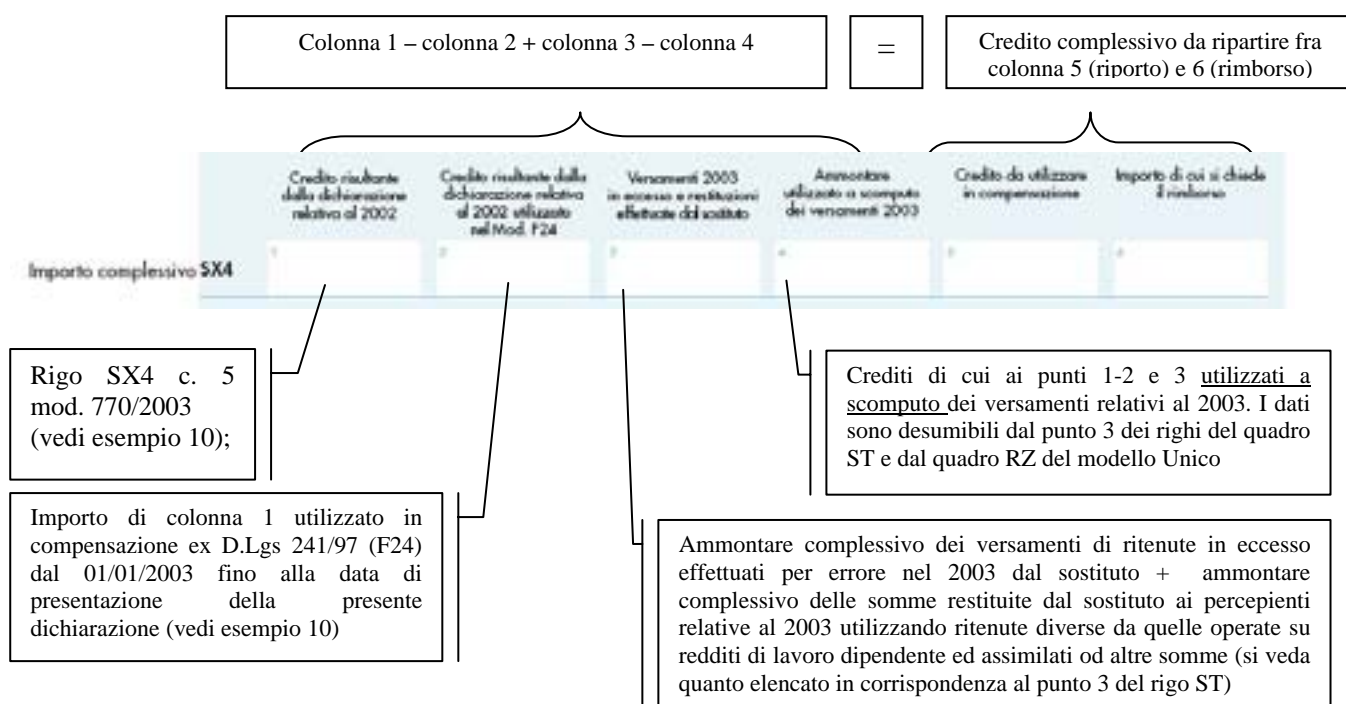 Colonna 1 – colonna 2 + colonna 3 – colonna 4
=
Credito complessivo da ripartire fra
colonna 5 (riporto) e 6 (rimborso)
Credito risultante
dalla dichiarazione
relativa al 2002
Credito risultante dalla
dichiarazione relativa
al 2002 utilizzato
nel Mod. F24
Versamenti 2003
in eccesso e restituzioni
effettuate dal sostituto
Ammontare
utilizzato a scomputo
dei versamenti 2003
Credito da utilizzare
in compensazione
Importo di cui si chiede
il rimborso
Importo complessivo SX4
1
2
3
4
5
6
Rigo SX4 c. 5
mod. 770/2003
(vedi esempio 10);
Crediti di cui ai punti 1-2 e 3 utilizzati a
scomputo dei versamenti relativi al 2003. I dati
sono desumibili dal punto 3 dei righi del quadro
ST e dal quadro RZ del modello Unico
Importo di colonna 1 utilizzato in
compensazione ex D.Lgs 241/97 (F24)
dal 01/01/2003 fino alla data di
presentazione della presente
dichiarazione (vedi esempio 10)
Ammontare complessivo dei versamenti di ritenute in eccesso
effettuati per errore nel 2003 dal sostituto + ammontare
complessivo delle somme restituite dal sostituto ai percepienti
relative al 2003 utilizzando ritenute diverse da quelle operate su
redditi di lavoro dipendente ed assimilati od altre somme (si veda
quanto elencato in corrispondenza al punto 3 del rigo ST)